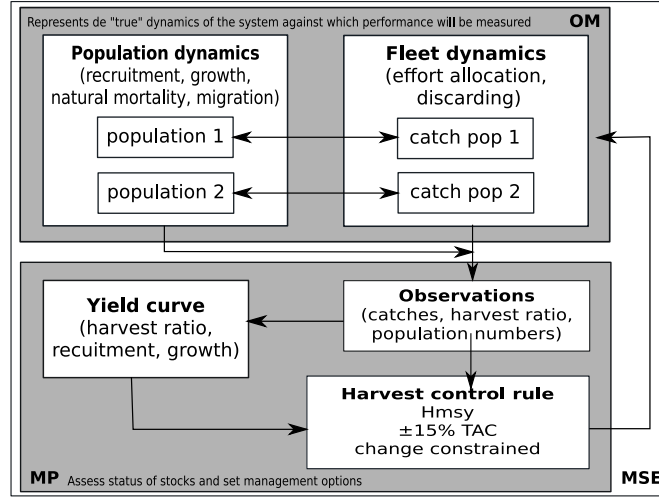 Represents de "true" dynamics of the system against which performance will be measured
OM
Population dynamics
(recruitment, growth,
natural mortality, migration)
population 1
population 2
Fleet dynamics
(effort allocation,
discarding)
catch pop 1
catch pop 2
Yield curve
(harvest ratio,
recuitment, growth)
Observations
(catches, harvest ratio,
population numbers)
Harvest control rule
Hmsy
±15% TAC
change constrained
MP
Assess status of stocks and set management options
MSE